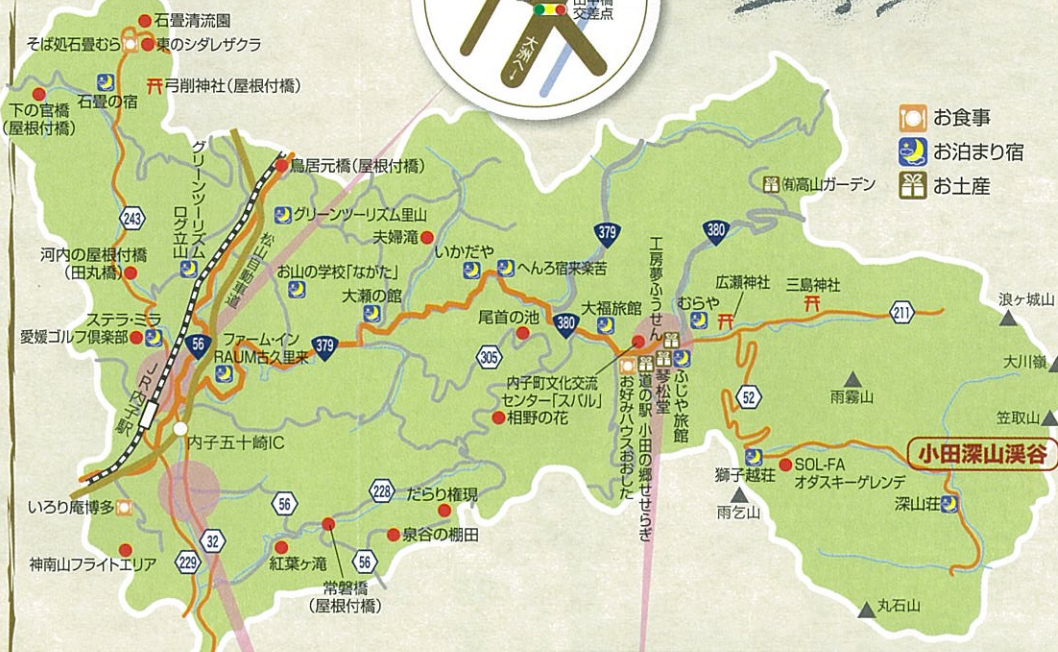 山中橋
交差点
大洲へ
石畳清流園
そば処石畳むら
東のシダレザクラ
石畳の宿
弓削神社(屋根付橋)
下の宮橋
(屋根付橋)
お食事
お泊まり宿
お土産
グリーンツーリズム
ログ立山
鳥居元橋(屋根付橋)
㈲高山ガーデン
243
グリーンツーリズム里山
松山自動車道
夫婦滝
379
380
河内の屋根付橋
(田丸橋)
いかだや
へんろ宿来楽苦
お山の学校「ながた」
大瀬の館
工房夢ふうせん
広瀬神社
三島神社
浪ヶ城山
ステラ・ミラ
愛媛ゴルフ倶楽部
56
ファーム・イン
RAUM古久里来
379
尾首の池
380
大福旅館
むらや
211
305
JR内子駅
内子町文化交流
センター「スバル」
お好みハウスおおした
道の駅 小田の郷せせらぎ
琴松堂
ふじや旅館
52
大川嶺
雨霧山
笠取山
相野の花
内子五十崎IC
小田深山渓谷
獅子越荘
SOL-FA
オダスキーゲレンデ
雨乞山
深山荘
いろり庵博多
56
228
だらり権現
泉谷の棚田
神南山フライトエリア
32
229
紅葉ヶ滝
56
常磐橋
(屋根付橋)
丸石山